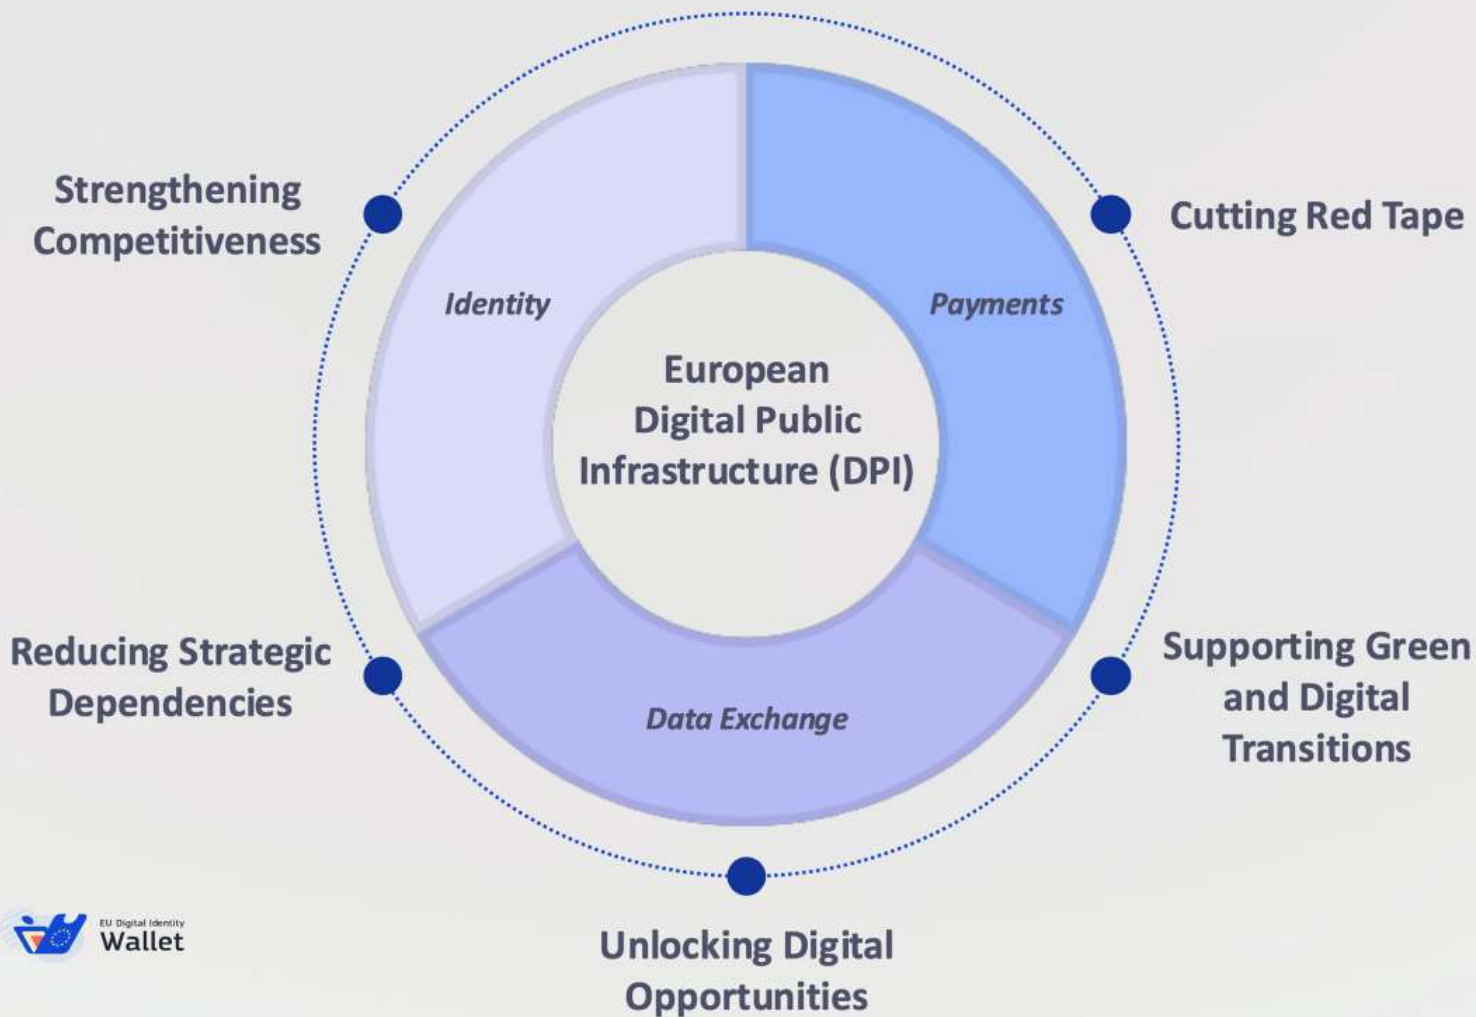 Strengthening
Competitiveness
Cutting Red Tape
Identity
Payments
European
Digital Public
Infrastructure (DPI)
Reducing Strategic
Dependencies
Supporting Green
and Digital
Transitions
Data Exchange
EU Digital Identity
Wallet
Unlocking Digital
Opportunities